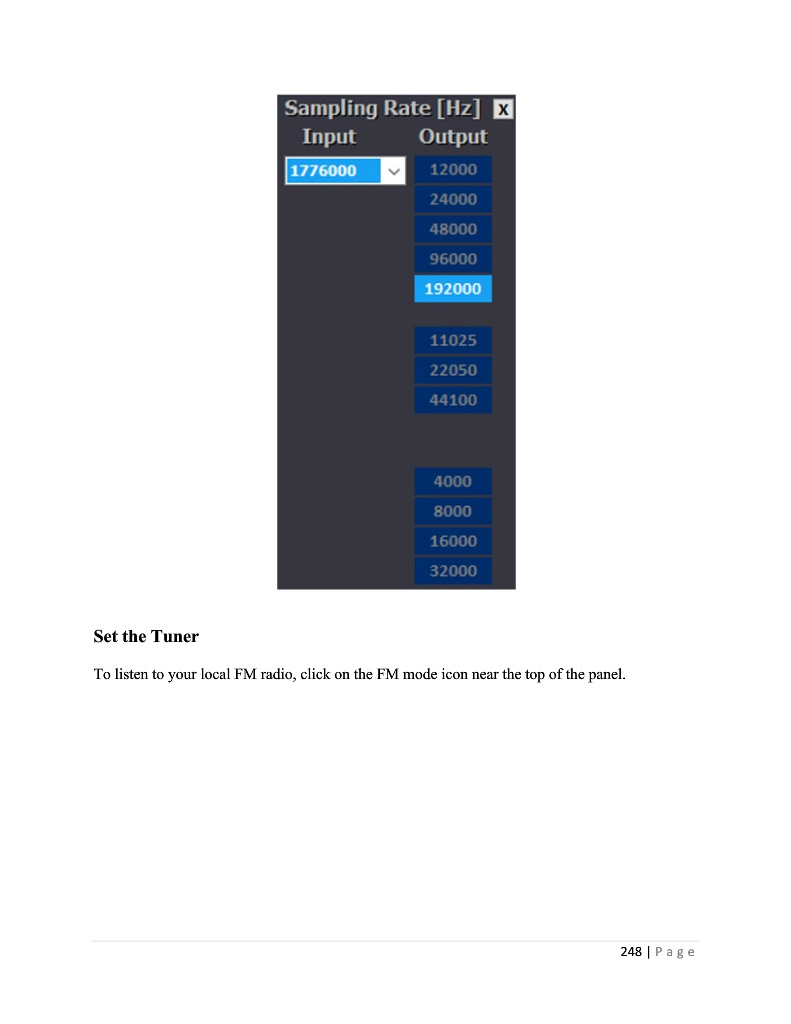 Sampling Rate [Hz] X
Input Output
1776000 12000
24000
48000
96000
192000
11025
22050
44100
4000
8000
16000
32000
Set the Tuner
To listen to your local FM radio, click on the FM mode icon near the top of the panel.
248 | Page